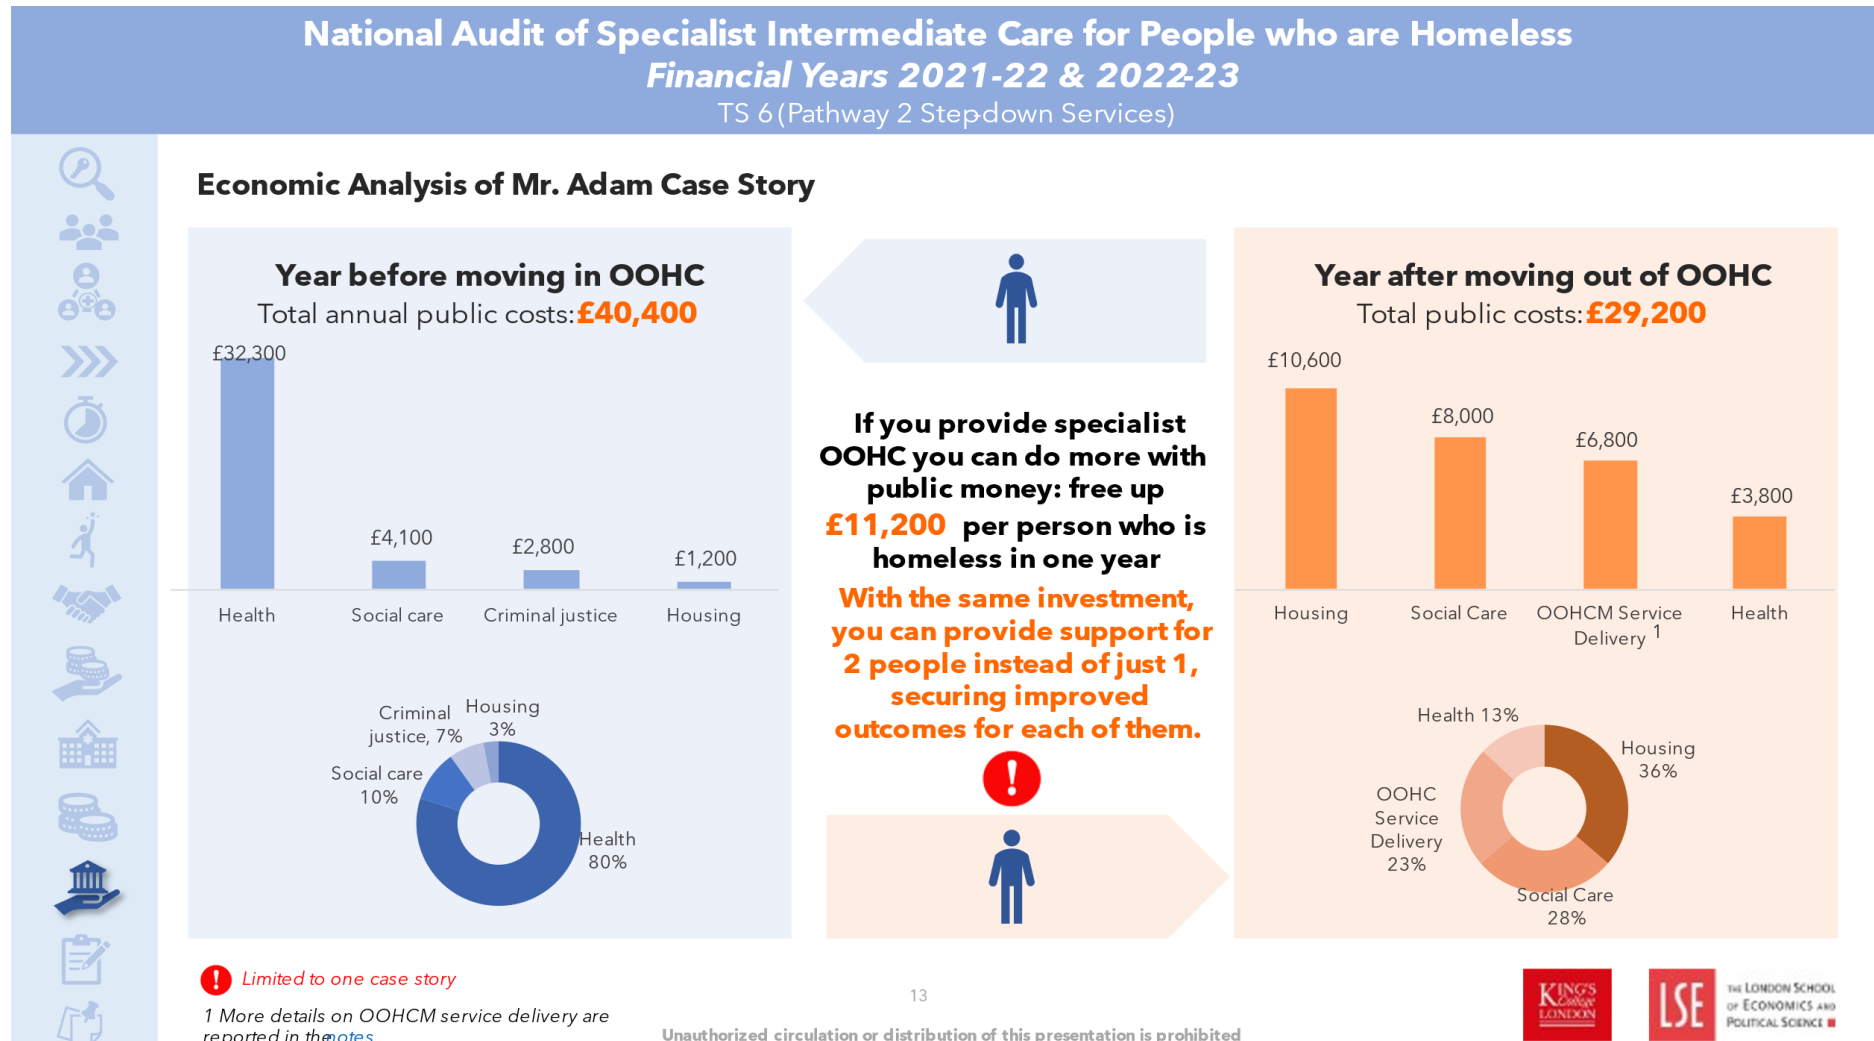 National Audit of Specialist Intermediate Care for People who are Homeless
Financial Years 2021-22 & 2022-23
TS 6 (Pathway 2 Step-down Services)
Economic Analysis of Mr. Adam Case Story
Year before moving in OOHC
Total annual public costs: £40,400
£32,300
£4,100
£2,800
£1,200
Health
Social care
Criminal justice
Housing
Criminal
justice, 7%
Housing
3%
Social care
10%
Health
80%
If you provide specialist
OOHC you can do more with
public money: free up
£11,200 per person who is
homeless in one year
With the same investment,
you can provide support for
2 people instead of just 1,
securing improved
outcomes for each of them.
!
Year after moving out of OOHC
Total public costs: £29,200
£10,600
£8,000
£6,800
£3,800
Housing
Social Care
OOHCM Service
Delivery 1
Health
Health 13%
Housing
36%
OOHC
Service
Delivery
23%
Social Care
28%
! Limited to one case story
1 More details on OOHCM service delivery are
reported in the notes
13
Unauthorized circulation or distribution of this presentation is prohibited
KING'S
College
LONDON
LSE
THE LONDON SCHOOL
OF ECONOMICS AND
POLITICAL SCIENCE